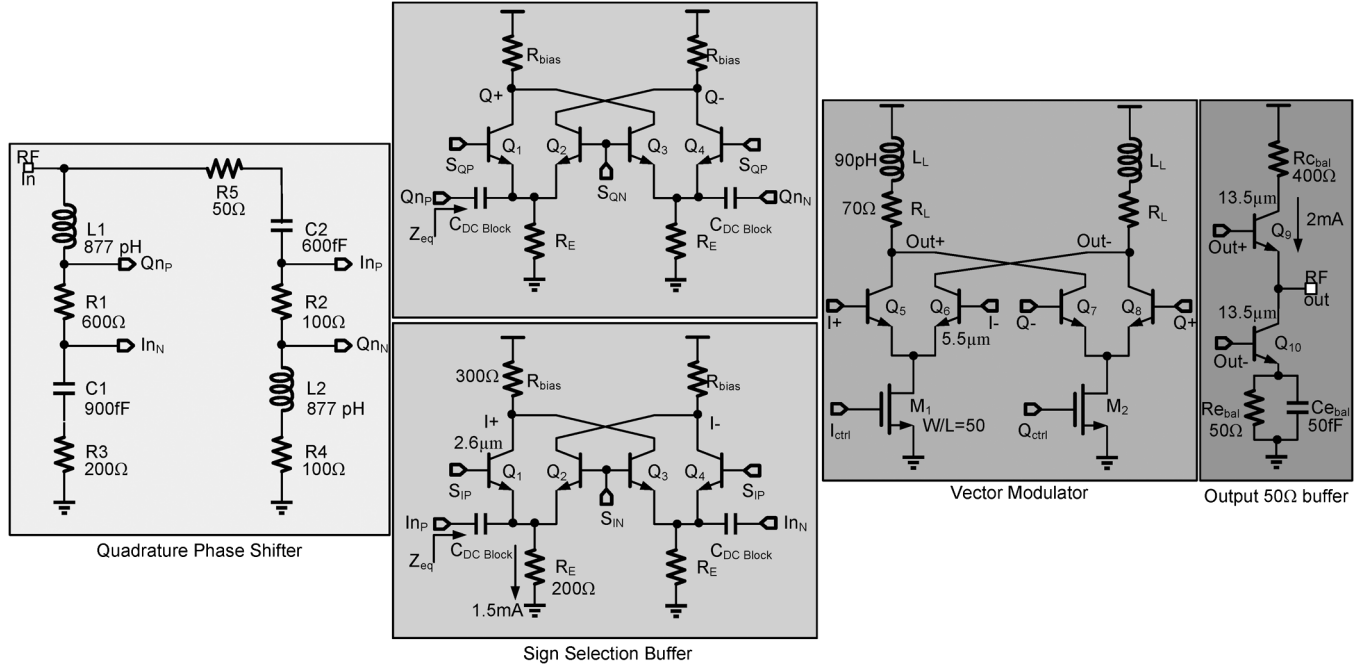 RF
In
L1
877 pH
Qn_P
R1
600Ω
In_N
C1
900fF
R3
200Ω
R5
50Ω
C2
600fF
In_P
R2
100Ω
Qn_N
L2
877 pH
R4
100Ω
Quadrature Phase Shifter
R_bias
R_bias
Q+
Q-
Q_1
Q_2
Q_3
Q_4
S_QP
S_QN
S_QP
Qn_P
C_DC Block
Z_eq
R_E
R_E
C_DC Block
Qn_N
300Ω
R_bias
R_bias
I+
I-
2.6μm
Q_1
Q_2
Q_3
Q_4
S_IP
S_IN
S_IP
In_P
C_DC Block
Z_eq
R_E
200Ω
1.5mA
R_E
C_DC Block
In_N
Sign Selection Buffer
90pH
L_L
L_L
70Ω
R_L
R_L
Out+
Out-
Q_5
Q_6
Q_7
Q_8
I+
I-
Q-
Q+
5.5μm
M_1
W/L=50
M_2
I_ctrl
Q_ctrl
Vector Modulator
Rc_bal
400Ω
13.5μm
2mA
Q_9
Out+
RF
out
13.5μm
Q_10
Out-
Re_bal
50Ω
Ce_bal
50fF
Output 50Ω buffer